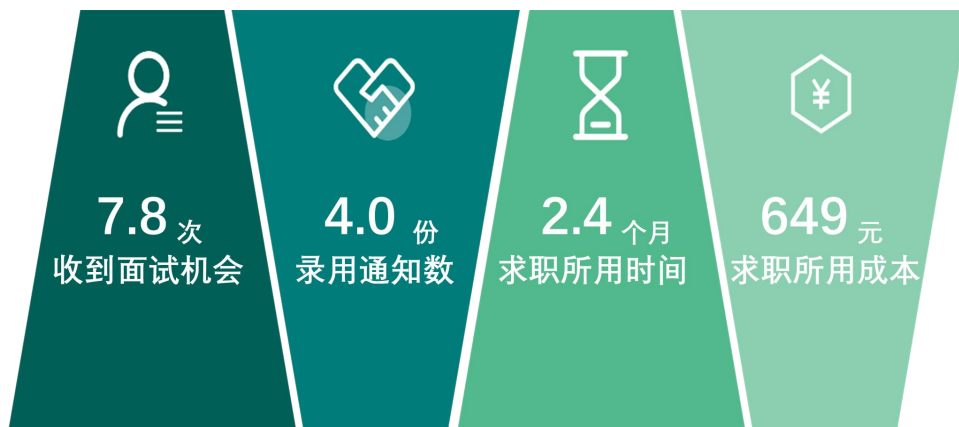 7.8 次
收到面试机会
4.0 份
录用通知数
2.4 个月
求职所用时间
¥
649 元
求职所用成本